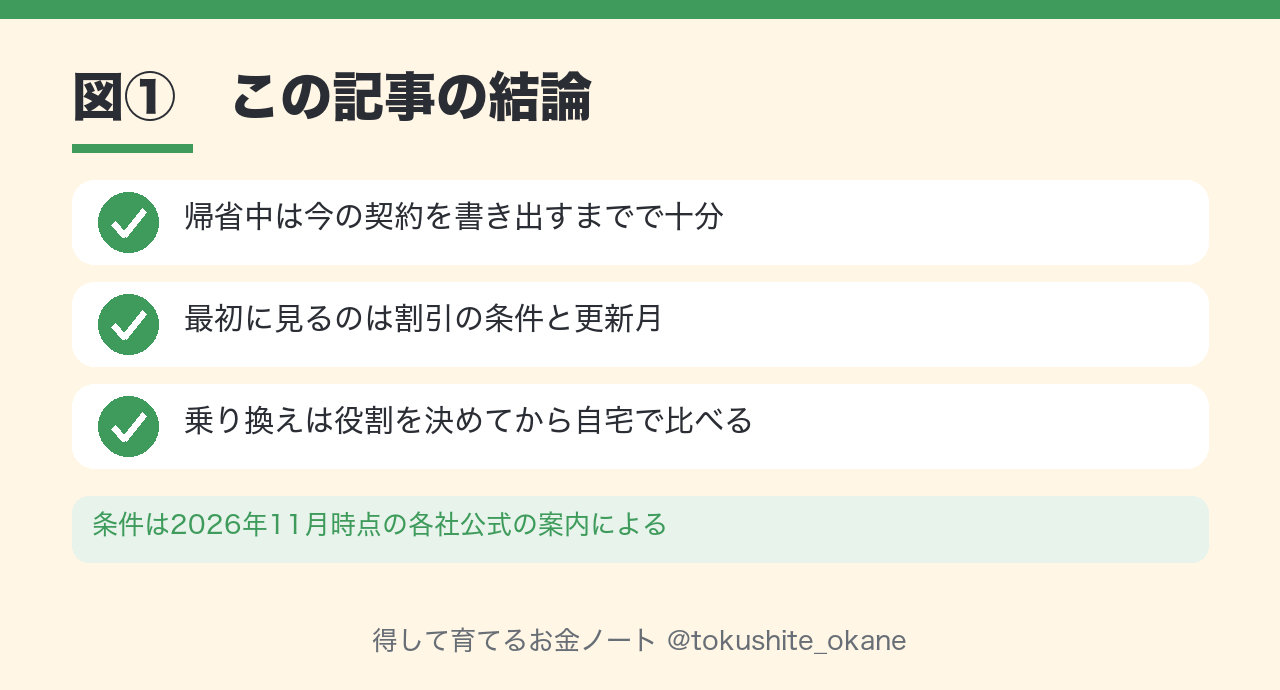 図①　この記事の結論
帰省中は今の契約を書き出すまでで十分
最初に見るのは割引の条件と更新月
乗り換えは役割を決めてから自宅で比べる
条件は2026年11月時点の各社公式の案内による
得して育てるお金ノート @tokushite_okane